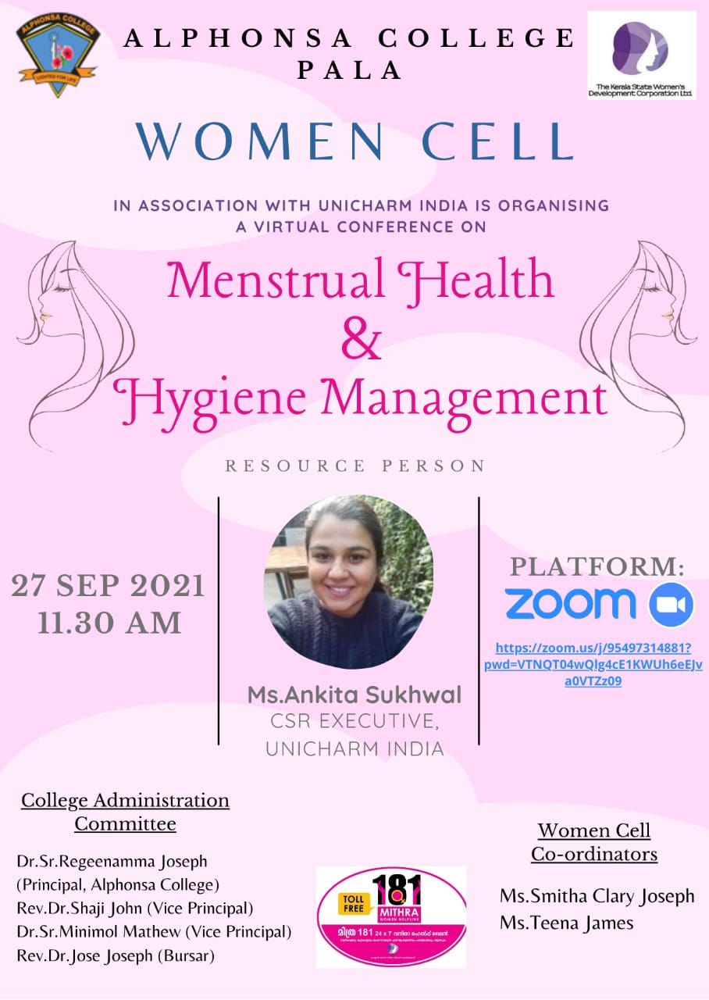 ALPHONSA COLLEGE
LIGHTED FOR LIFE
ALPHONSA COLLEGE
PALA
The Kerala State Women's
Development Corporation Ltd.
WOMEN CELL
IN ASSOCIATION WITH UNICHARM INDIA IS ORGANISING
A VIRTUAL CONFERENCE ON
Menstrual Health
&
Hygiene Management
RESOURCE PERSON
27 SEP 2021
11.30 AM
Ms.Ankita Sukhwal
CSR EXECUTIVE,
UNICHARM INDIA
PLATFORM:
zoom
https://zoom.us/j/95497314881?
pwd=VTNQT04wQlg4cE1KWUh6eEJv
a0VTZz09
College Administration
Committee
Dr.Sr.Regeenamma Joseph
(Principal, Alphonsa College)
Rev.Dr.Shaji John (Vice Principal)
Dr.Sr.Minimol Mathew (Vice Principal)
Rev.Dr.Jose Joseph (Bursar)
TOLL
FREE
181
MITHRA
WOMEN HELPLINE
മിത്ര 181 24 x 7 വനിതാ ഹെൽപ്പ് ലൈൻ
Women Cell
Co-ordinators
Ms.Smitha Clary Joseph
Ms.Teena James